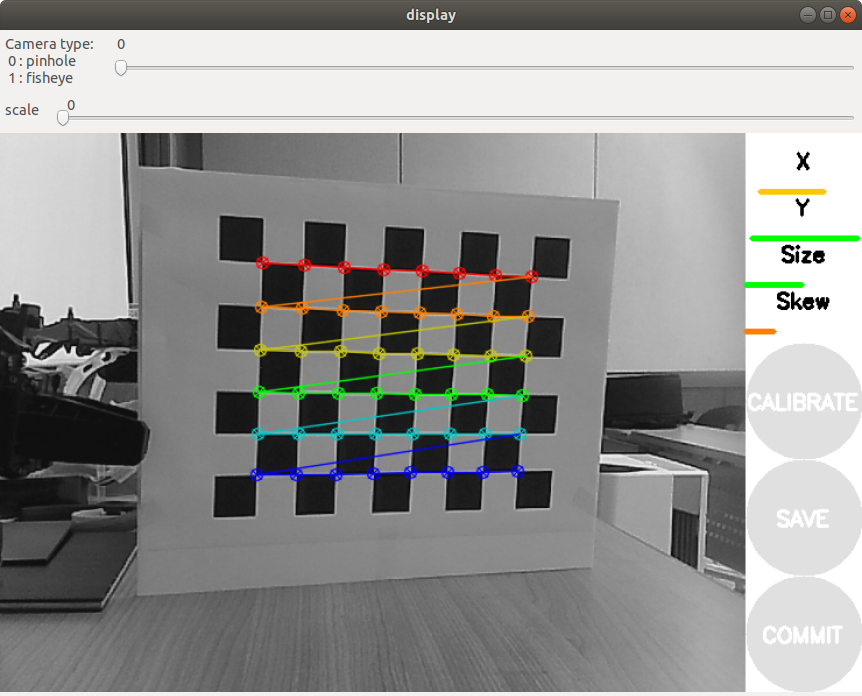 display
Camera type: 0
0 : pinhole
1 : fisheye
scale 0
X
Y
Size
Skew
CALIBRATE
SAVE
COMMIT